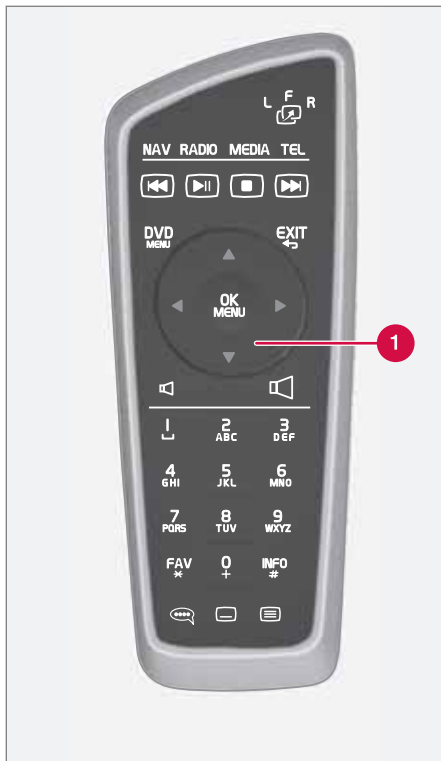 L F R
NAV RADIO MEDIA TEL
DVD EXIT
MENU
OK
MENU
1
1 2 3
ABC DEF
4 5 6
GHI JKL MNO
7 8 9
PQRS TUV WXYZ
FAV 0 INFO
* + #